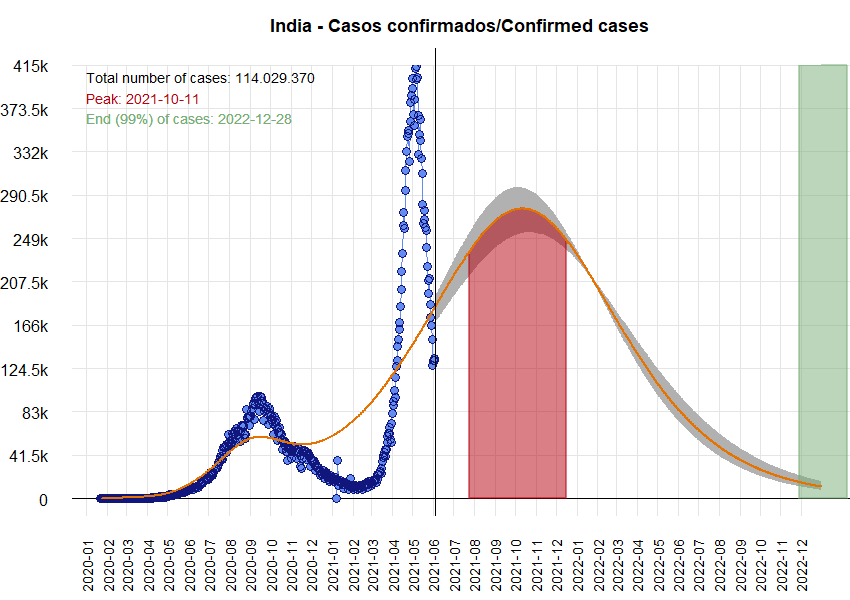 India - Casos confirmados/Confirmed cases
415k
373.5k
332k
290.5k
249k
207.5k
166k
124.5k
83k
41.5k
0
Total number of cases: 114.029.370
Peak: 2021-10-11
End (99%) of cases: 2022-12-28
2020-01
2020-02
2020-03
2020-04
2020-05
2020-06
2020-07
2020-08
2020-09
2020-10
2020-11
2020-12
2021-01
2021-02
2021-03
2021-04
2021-05
2021-06
2021-07
2021-08
2021-09
2021-10
2021-11
2021-12
2022-01
2022-02
2022-03
2022-04
2022-05
2022-06
2022-07
2022-08
2022-09
2022-10
2022-11
2022-12